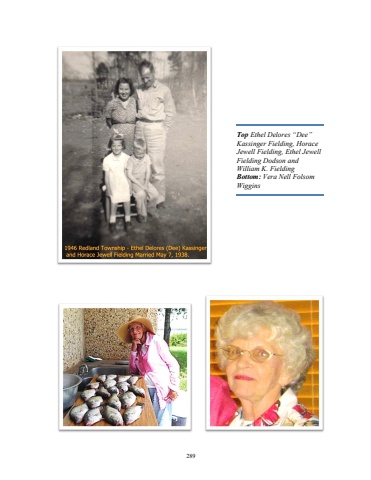 Top Ethel Delores “Dee”
Kassinger Fielding, Horace
Jewell Fielding, Ethel Jewell
Fielding Dodson and
William K. Fielding
Bottom: Vera Nell Folsom
Wiggins
1946 Redland Township - Ethel Delores (Dee) Kassinger
and Horace Jewell Fielding Married May 7, 1938.
289